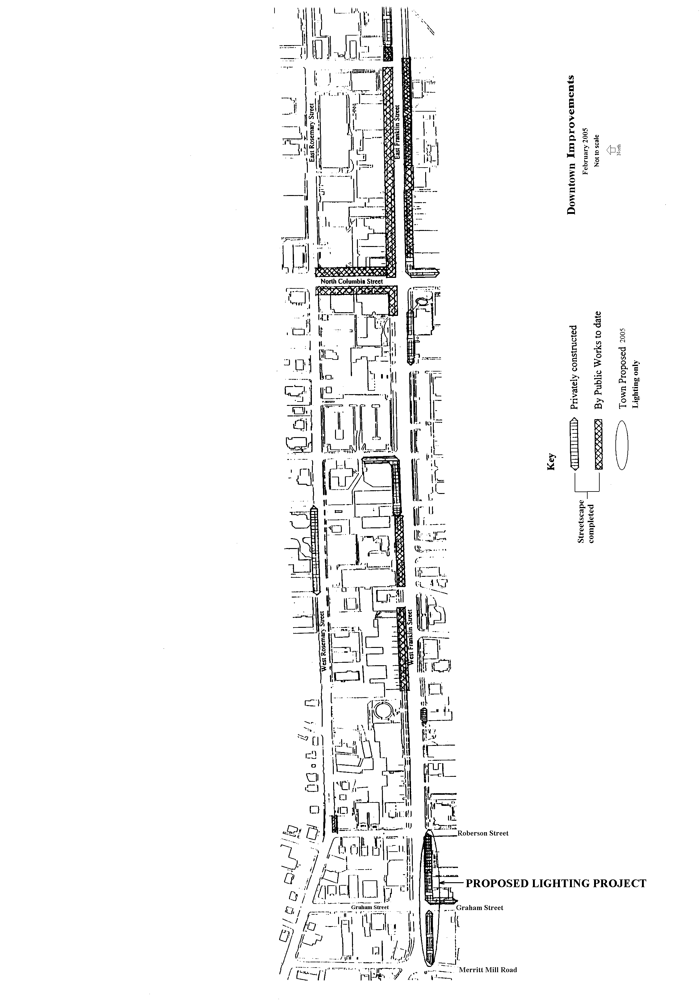 East Rosemary Street
East Franklin Street
North Columbia Street
West Rosemary Street
West Franklin Street
Downtown Improvements
February 2005
Not to scale
North
Key
Privately constructed
By Public Works to date
Town Proposed 2005
Lighting only
Streetscape
completed
Roberson Street
PROPOSED LIGHTING PROJECT
Graham Street
Graham Street
Merritt Mill Road